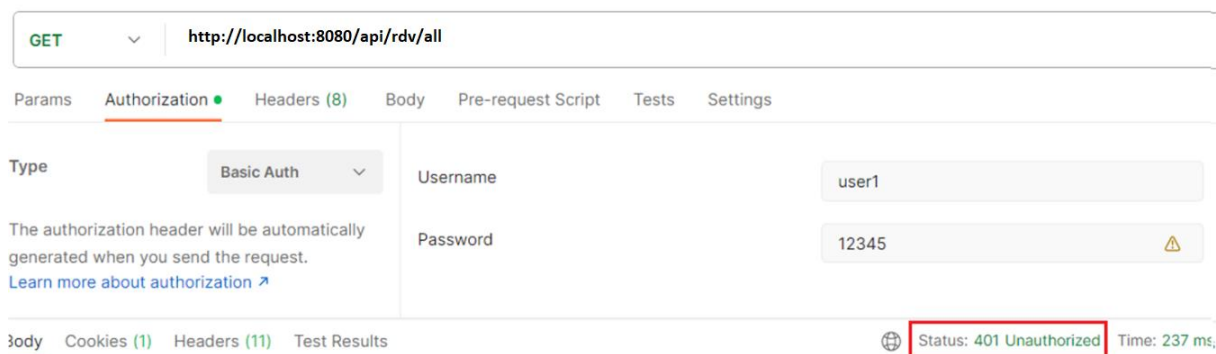 GET http://localhost:8080/api/rdv/all
Params Authorization Headers (8) Body Pre-request Script Tests Settings
Type Basic Auth
The authorization header will be automatically
generated when you send the request.
Learn more about authorization ↗
Username user1
Password 12345
Body Cookies (1) Headers (11) Test Results Status: 401 Unauthorized Time: 237 ms